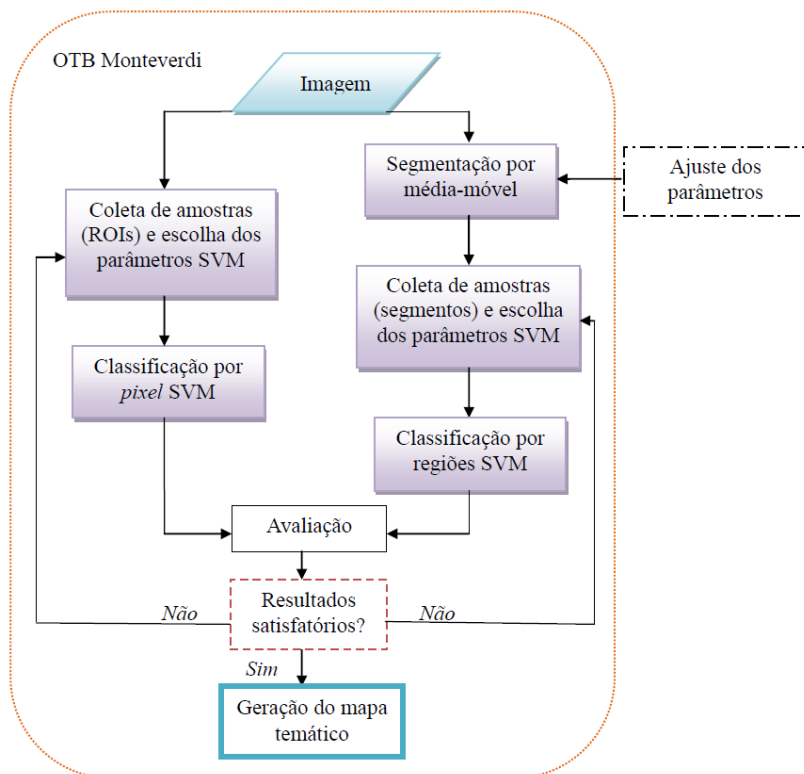 OTB Monteverdi
Imagem
Segmentação por
média-móvel
Ajuste dos
parâmetros
Coleta de amostras
(ROIs) e escolha dos
parâmetros SVM
Coleta de amostras
(segmentos) e escolha
dos parâmetros SVM
Classificação por
pixel SVM
Classificação por
regiões SVM
Avaliação
Não
Resultados
satisfatórios?
Não
Sim
Geração do mapa
temático